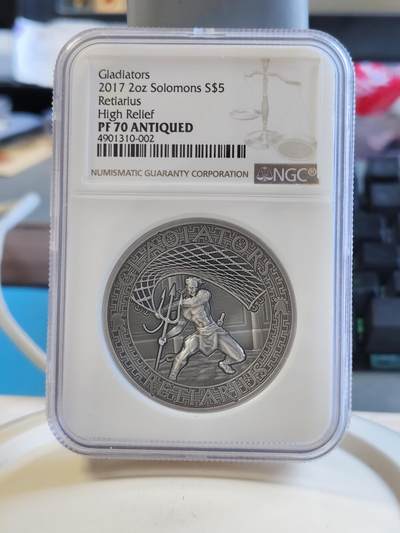 Gladiators
2017 2oz Solomons S$5
Retiarius
High Relief
PF 70 ANTIQUED
4901310-002
NUMISMATIC GUARANTY CORPORATION
NGC®
GLADIATORS
RETIARIUS